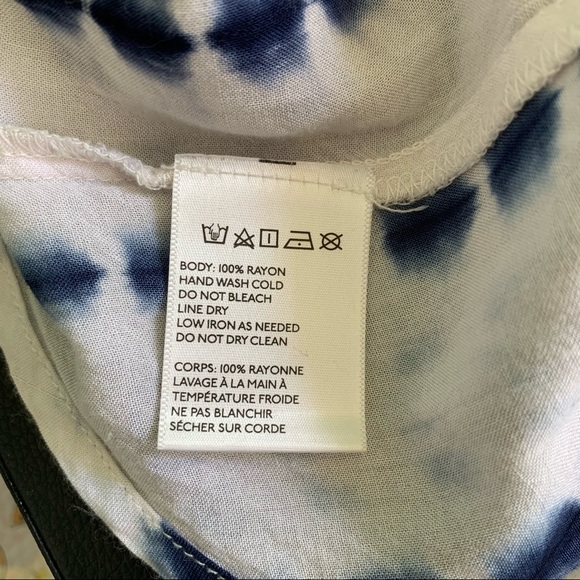 BODY: 100% RAYON
HAND WASH COLD
DO NOT BLEACH
LINE DRY
LOW IRON AS NEEDED
DO NOT DRY CLEAN
CORPS: 100% RAYONNE
LAVAGE À LA MAIN À
TEMPÉRATURE FROIDE
NE PAS BLANCHIR
SÉCHER SUR CORDE